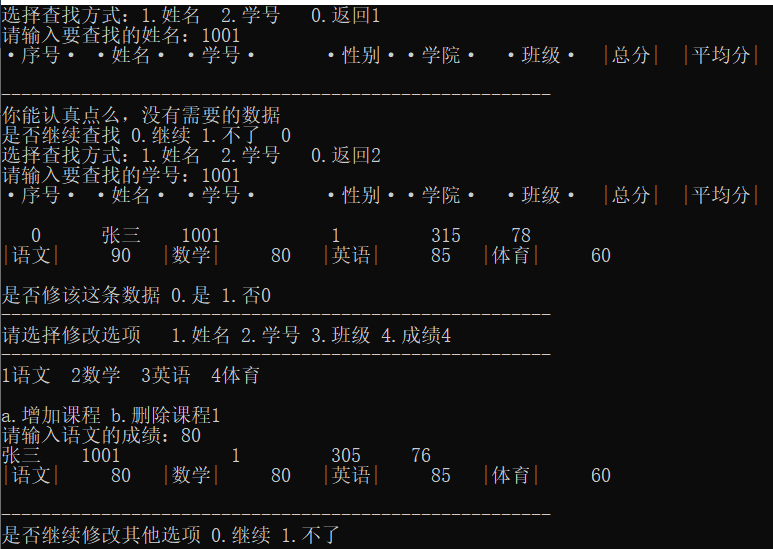 选择查找方式：1.姓名  2.学号   0.返回1
请输入要查找的姓名：1001
·序号·  ·姓名·  ·学号·       ·性别· ·学院·   ·班级·   |总分|  |平均分|
-------------------------------------------------------
你能认真点么，没有需要的数据
是否继续查找 0.继续 1.不了  0
选择查找方式：1.姓名  2.学号   0.返回2
请输入要查找的学号：1001
·序号·  ·姓名·  ·学号·       ·性别· ·学院·   ·班级·   |总分|  |平均分|
0      张三    1001           1         315     78
|语文|     90   |数学|     80   |英语|     85   |体育|     60
是否修该这条数据 0.是 1.否0
-------------------------------------------------------
请选择修改选项   1.姓名 2.学号 3.班级 4.成绩4
-------------------------------------------------------
1语文  2数学  3英语  4体育
a.增加课程 b.删除课程1
请输入语文的成绩：80
张三    1001           1         305     76
|语文|     80   |数学|     80   |英语|     85   |体育|     60
-------------------------------------------------------
是否继续修改其他选项 0.继续 1.不了